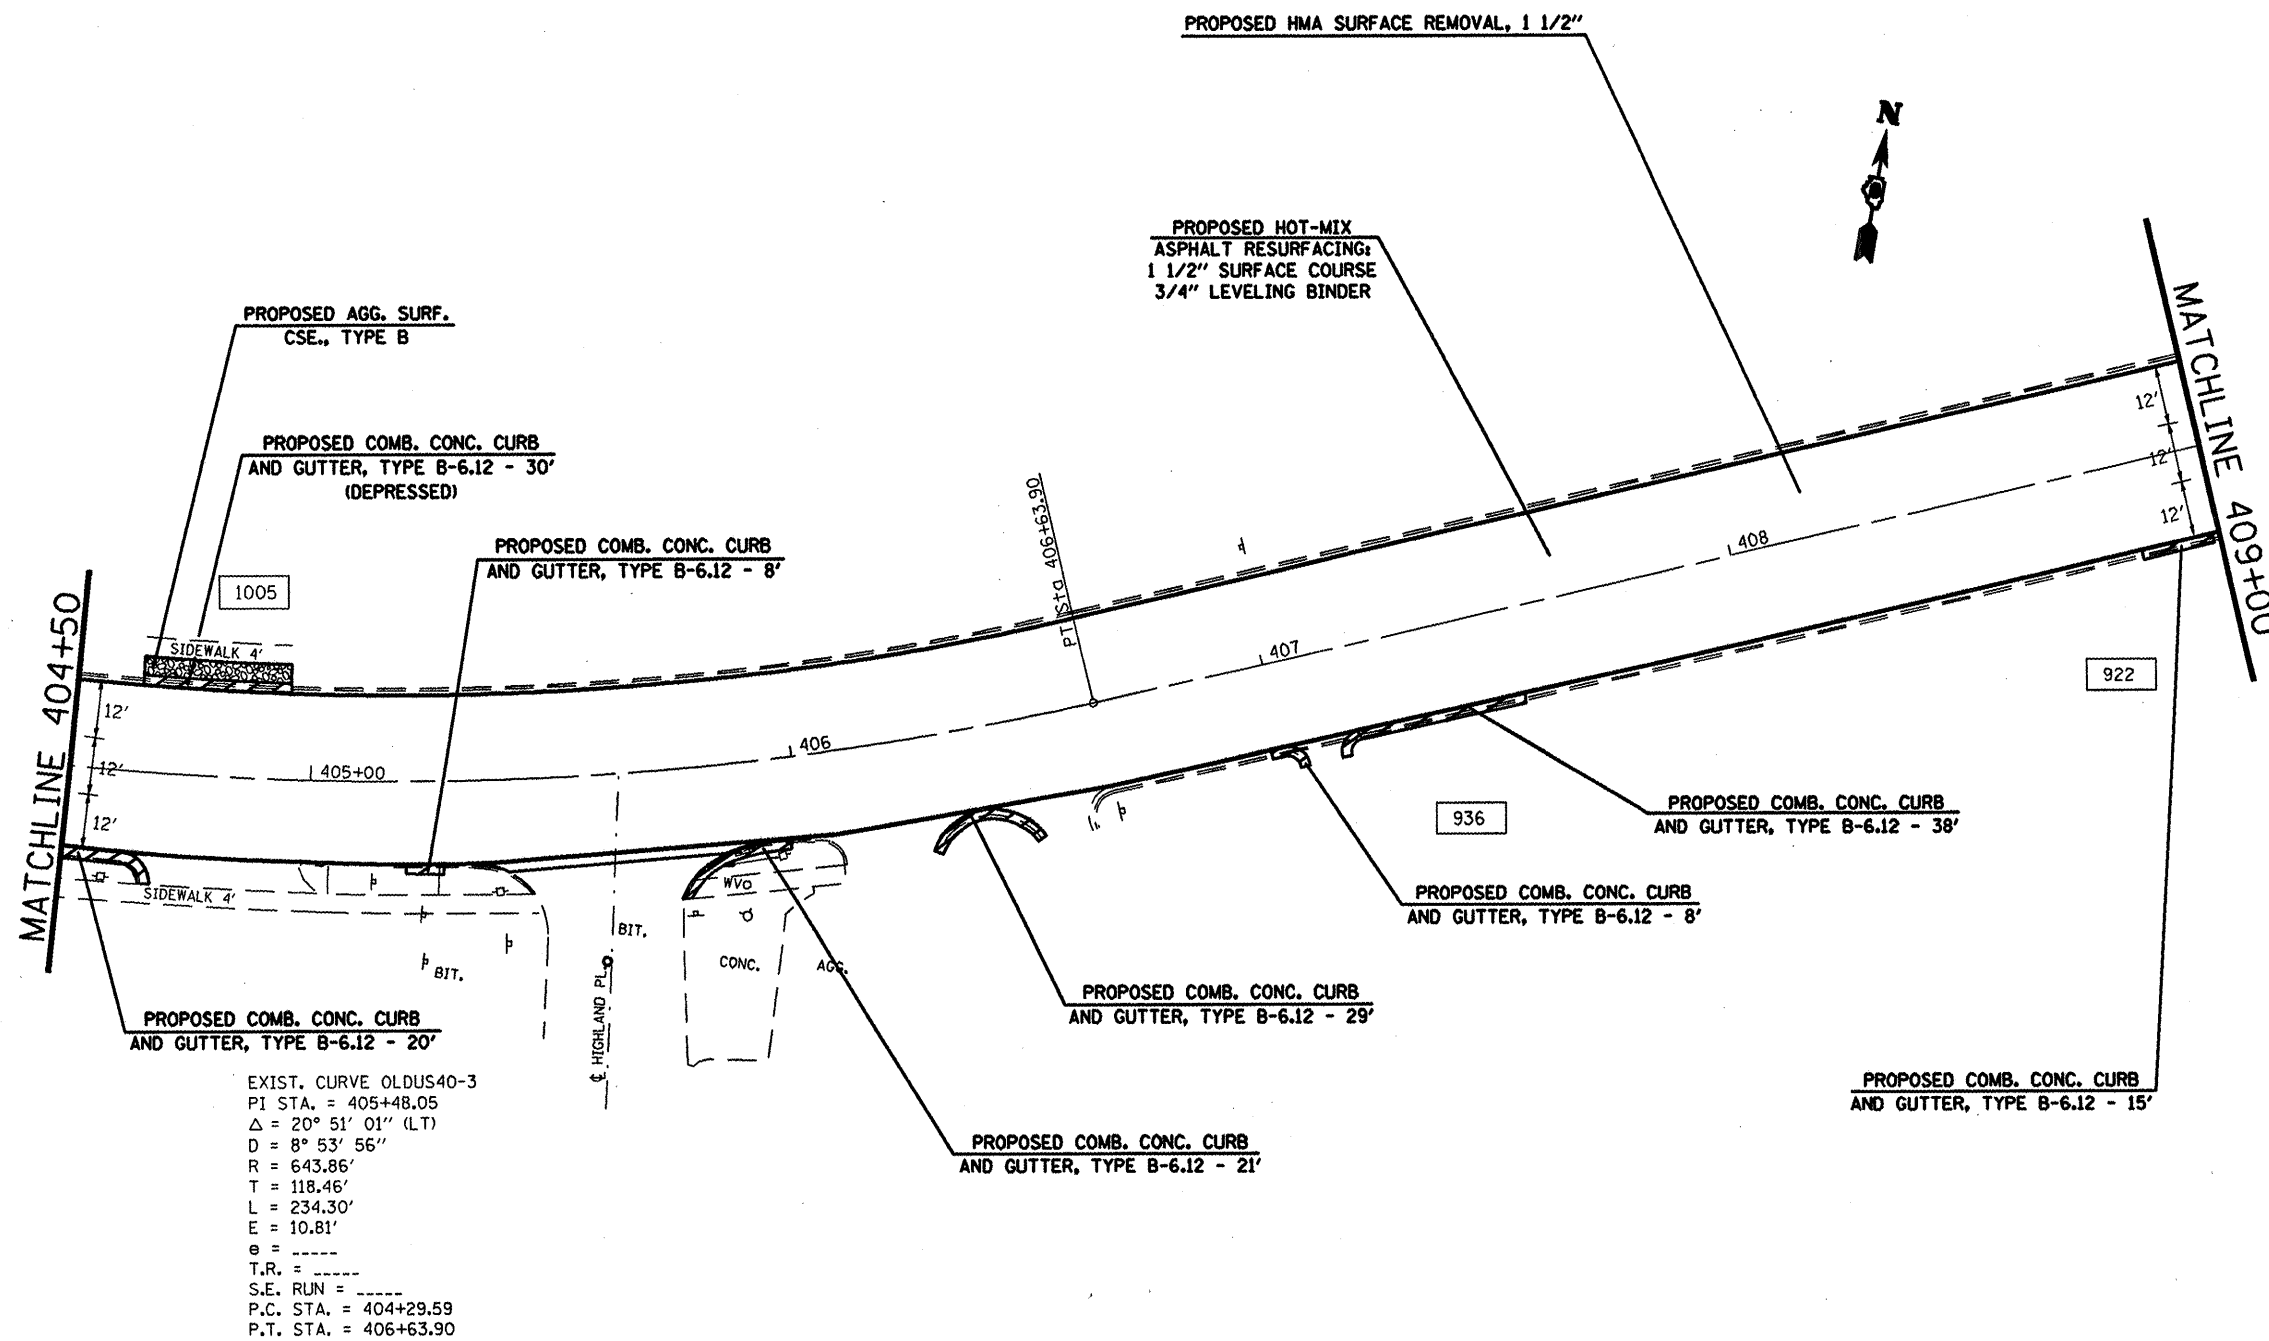 PROPOSED HMA SURFACE REMOVAL, 1 1/2"
N
PROPOSED HOT-MIX
ASPHALT RESURFACING:
1 1/2" SURFACE COURSE
3/4" LEVELING BINDER
PROPOSED AGG. SURF.
CSE., TYPE B
PROPOSED COMB. CONC. CURB
AND GUTTER, TYPE B-6.12 - 30'
(DEPRESSED)
PROPOSED COMB. CONC. CURB
AND GUTTER, TYPE B-6.12 - 8'
1005
SIDEWALK 4'
MATCHLINE 404+50
12'
12'
12'
405+00
406
PT Sta 406+63.90
407
408
12'
12'
12'
MATCHLINE 409+00
922
936
SIDEWALK 4'
WVO
BIT.
BIT.
CONC.
AGG.
℄ HIGHLAND PL.
PROPOSED COMB. CONC. CURB
AND GUTTER, TYPE B-6.12 - 38'
PROPOSED COMB. CONC. CURB
AND GUTTER, TYPE B-6.12 - 8'
PROPOSED COMB. CONC. CURB
AND GUTTER, TYPE B-6.12 - 29'
PROPOSED COMB. CONC. CURB
AND GUTTER, TYPE B-6.12 - 20'
PROPOSED COMB. CONC. CURB
AND GUTTER, TYPE B-6.12 - 15'
PROPOSED COMB. CONC. CURB
AND GUTTER, TYPE B-6.12 - 21'
EXIST. CURVE OLDUS40-3
PI STA. = 405+48.05
Δ = 20° 51' 01" (LT)
D = 8° 53' 56"
R = 643.86'
T = 118.46'
L = 234.30'
E = 10.81'
e = _____
T.R. = _____
S.E. RUN = _____
P.C. STA. = 404+29.59
P.T. STA. = 406+63.90